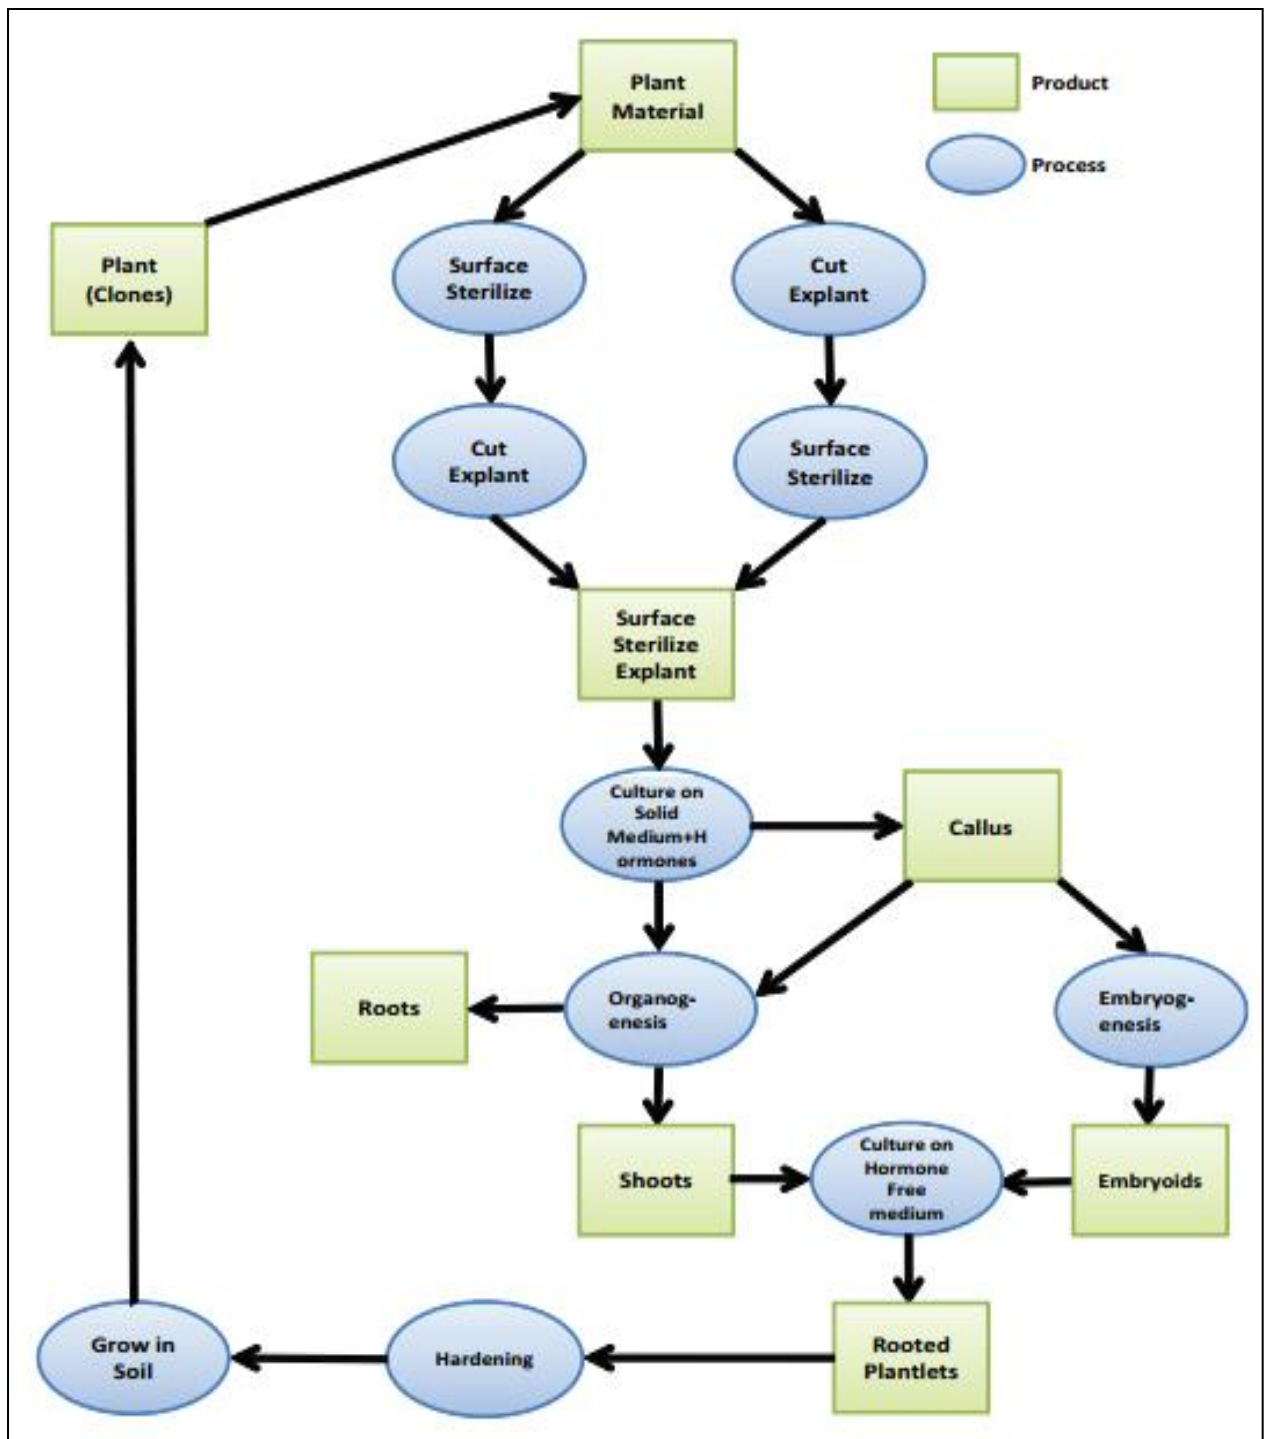 Plant
Material
Product
Process
Plant
(Clones)
Surface
Sterilize
Cut
Explant
Cut
Explant
Surface
Sterilize
Surface
Sterilize
Explant
Culture on
Solid
Medium+H
ormones
Callus
Roots
Organog-
enesis
Embryog-
enesis
Shoots
Culture on
Hormone
Free
medium
Embryoids
Grow in
Soil
Hardening
Rooted
Plantlets